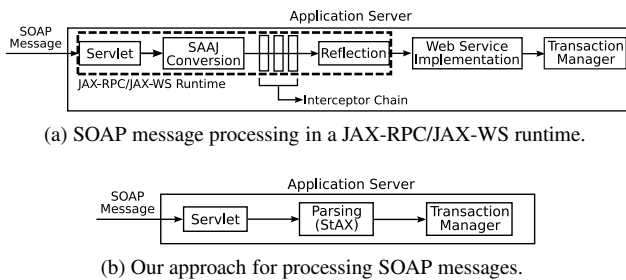 Application Server
SOAP
Message
Servlet
SAAJ
Conversion
Reflection
Web Service
Implementation
Transaction
Manager
JAX-RPC/JAX-WS Runtime
Interceptor Chain
(a) SOAP message processing in a JAX-RPC/JAX-WS runtime.
Application Server
SOAP
Message
Servlet
Parsing
(StAX)
Transaction
Manager
(b) Our approach for processing SOAP messages.